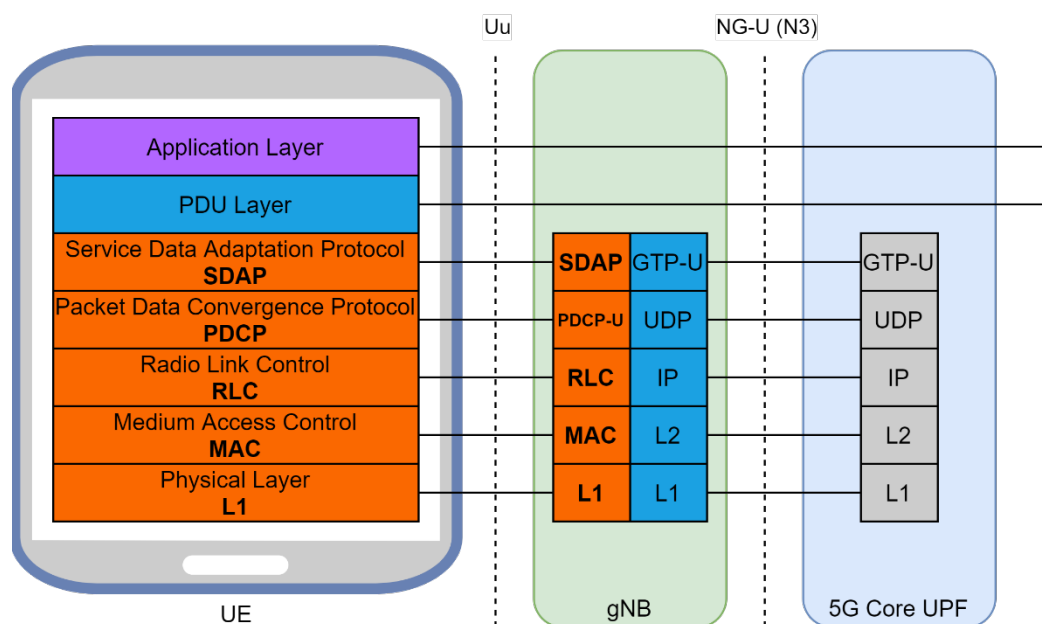 Uu
NG-U (N3)
Application Layer
PDU Layer
Service Data Adaptation Protocol
SDAP
Packet Data Convergence Protocol
PDCP
Radio Link Control
RLC
Medium Access Control
MAC
Physical Layer
L1
SDAP GTP-U
PDCP-U UDP
RLC IP
MAC L2
L1 L1
GTP-U
UDP
IP
L2
L1
UE
gNB
5G Core UPF